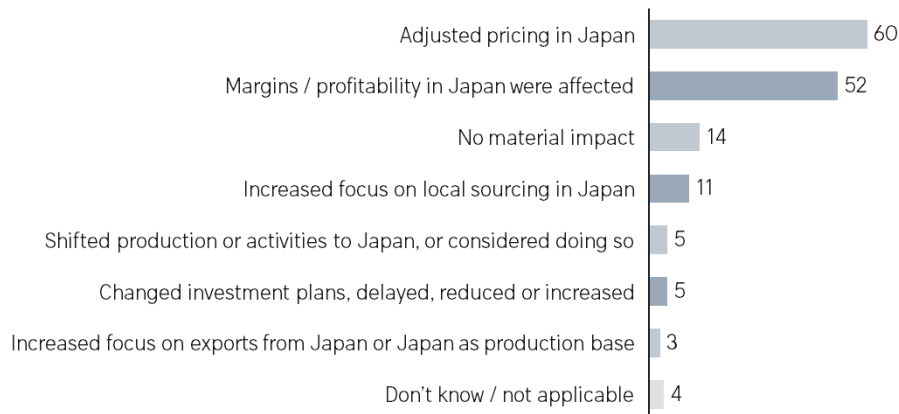 Adjusted pricing in Japan 60
Margins / profitability in Japan were affected 52
No material impact 14
Increased focus on local sourcing in Japan 11
Shifted production or activities to Japan, or considered doing so 5
Changed investment plans, delayed, reduced or increased 5
Increased focus on exports from Japan or Japan as production base 3
Don’t know / not applicable 4